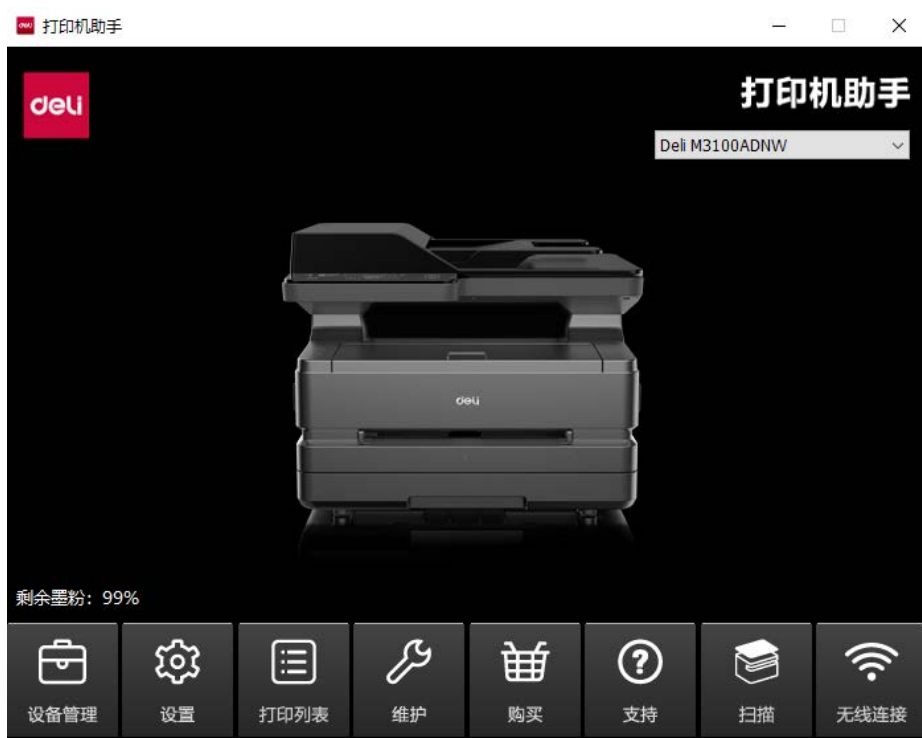 deli 打印机助手
deli
打印机助手
Deli M3100ADNW
deli
剩余墨粉：99%
设备管理 设置 打印列表 维护 购买 支持 扫描 无线连接